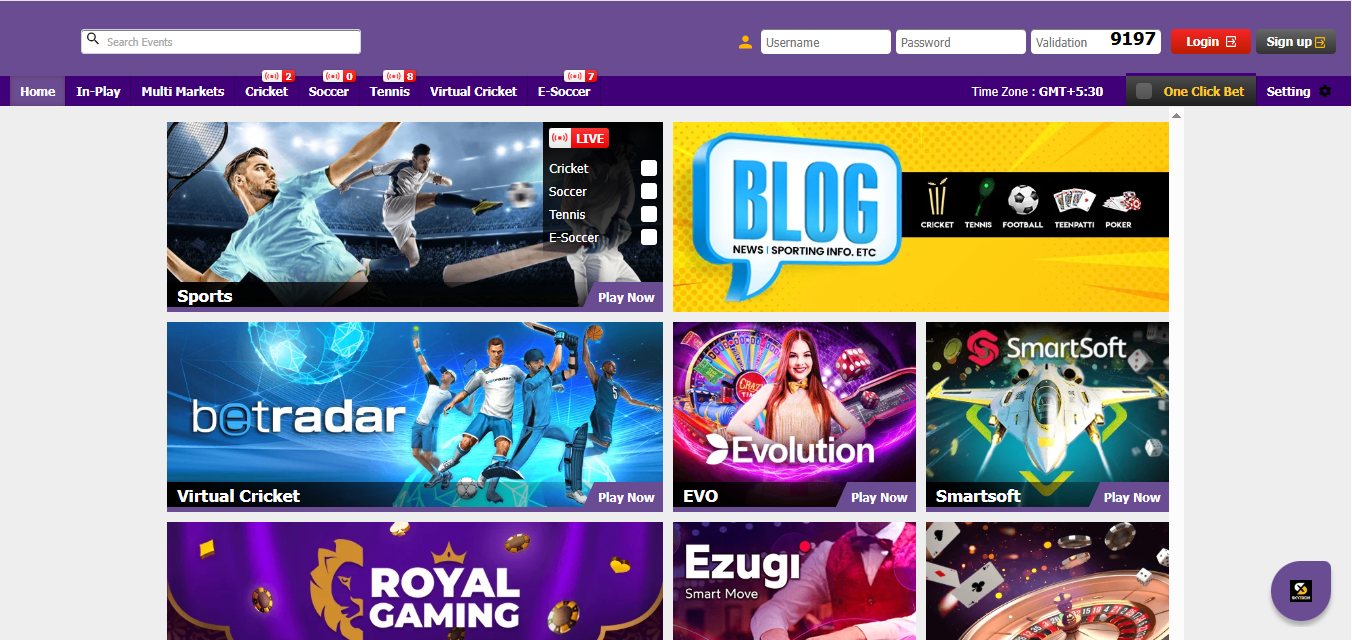 Search Events
Username
Password
Validation 9197
Login
Sign up
2 0 8 7
Home In-Play Multi Markets Cricket Soccer Tennis Virtual Cricket E-Soccer
Time Zone : GMT+5:30
One Click Bet
Setting
LIVE
Cricket
Soccer
Tennis
E-Soccer
Sports
Play Now
BLOG
NEWS | SPORTING INFO. ETC
CRICKET TENNIS FOOTBALL TEENPATTI POKER
betradar
Virtual Cricket
Play Now
CRAZY TIME
Evolution
EVO
Play Now
SmartSoft
Smartsoft
Play Now
ROYAL
GAMING
Ezugi
Smart Move